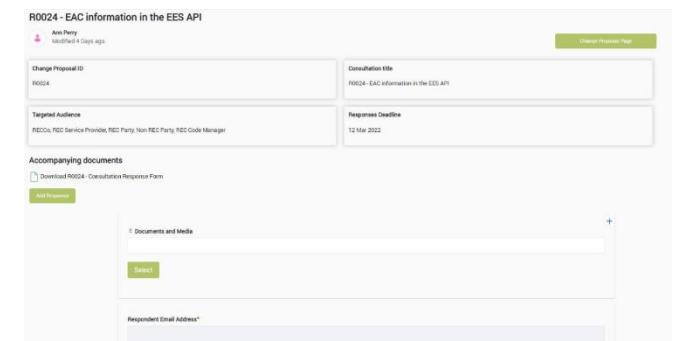 R0024 - EAC information in the EES API
Ann Perry
Modified 4 Days ago
Change Proposal Page
Change Proposal ID
R0024
Consultation title
R0024 - EAC information in the EES API
Targeted Audience
RECCo, REC Service Provider, REC Party, Non REC Party, REC Code Manager
Responses Deadline
12 Mar 2022
Accompanying documents
Download R0024 - Consultation Response Form
Add Response
Documents and Media
Select
Respondent Email Address*